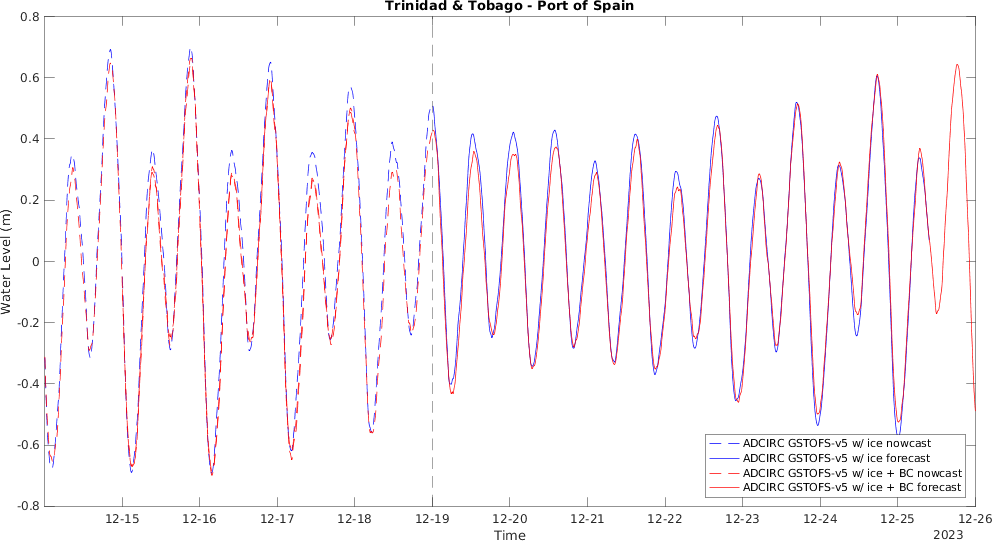 Trinidad & Tobago - Port of Spain
0.8
0.6
0.4
0.2
0
-0.2
-0.4
-0.6
-0.8
Water Level (m)
ADCIRC GSTOFS-v5 w/ ice nowcast
ADCIRC GSTOFS-v5 w/ ice forecast
ADCIRC GSTOFS-v5 w/ ice + BC nowcast
ADCIRC GSTOFS-v5 w/ ice + BC forecast
12-15 12-16 12-17 12-18 12-19 12-20 12-21 12-22 12-23 12-24 12-25 12-26
Time
2023